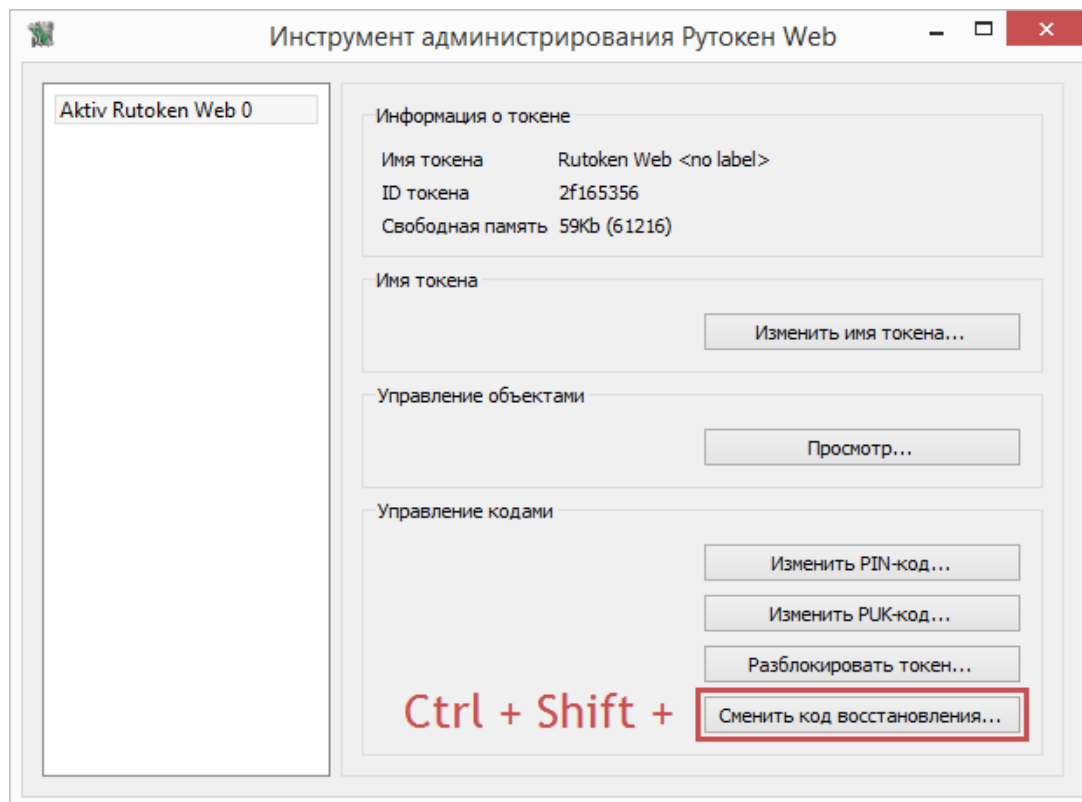 Инструмент администрирования Рутокен Web
Aktiv Rutoken Web 0
Информация о токене
Имя токена Rutoken Web <no label>
ID токена 2f165356
Свободная память 59Kb (61216)
Имя токена
Изменить имя токена...
Управление объектами
Просмотр...
Управление кодами
Изменить PIN-код...
Изменить PUK-код...
Разблокировать токен...
Ctrl + Shift + Сменить код восстановления...